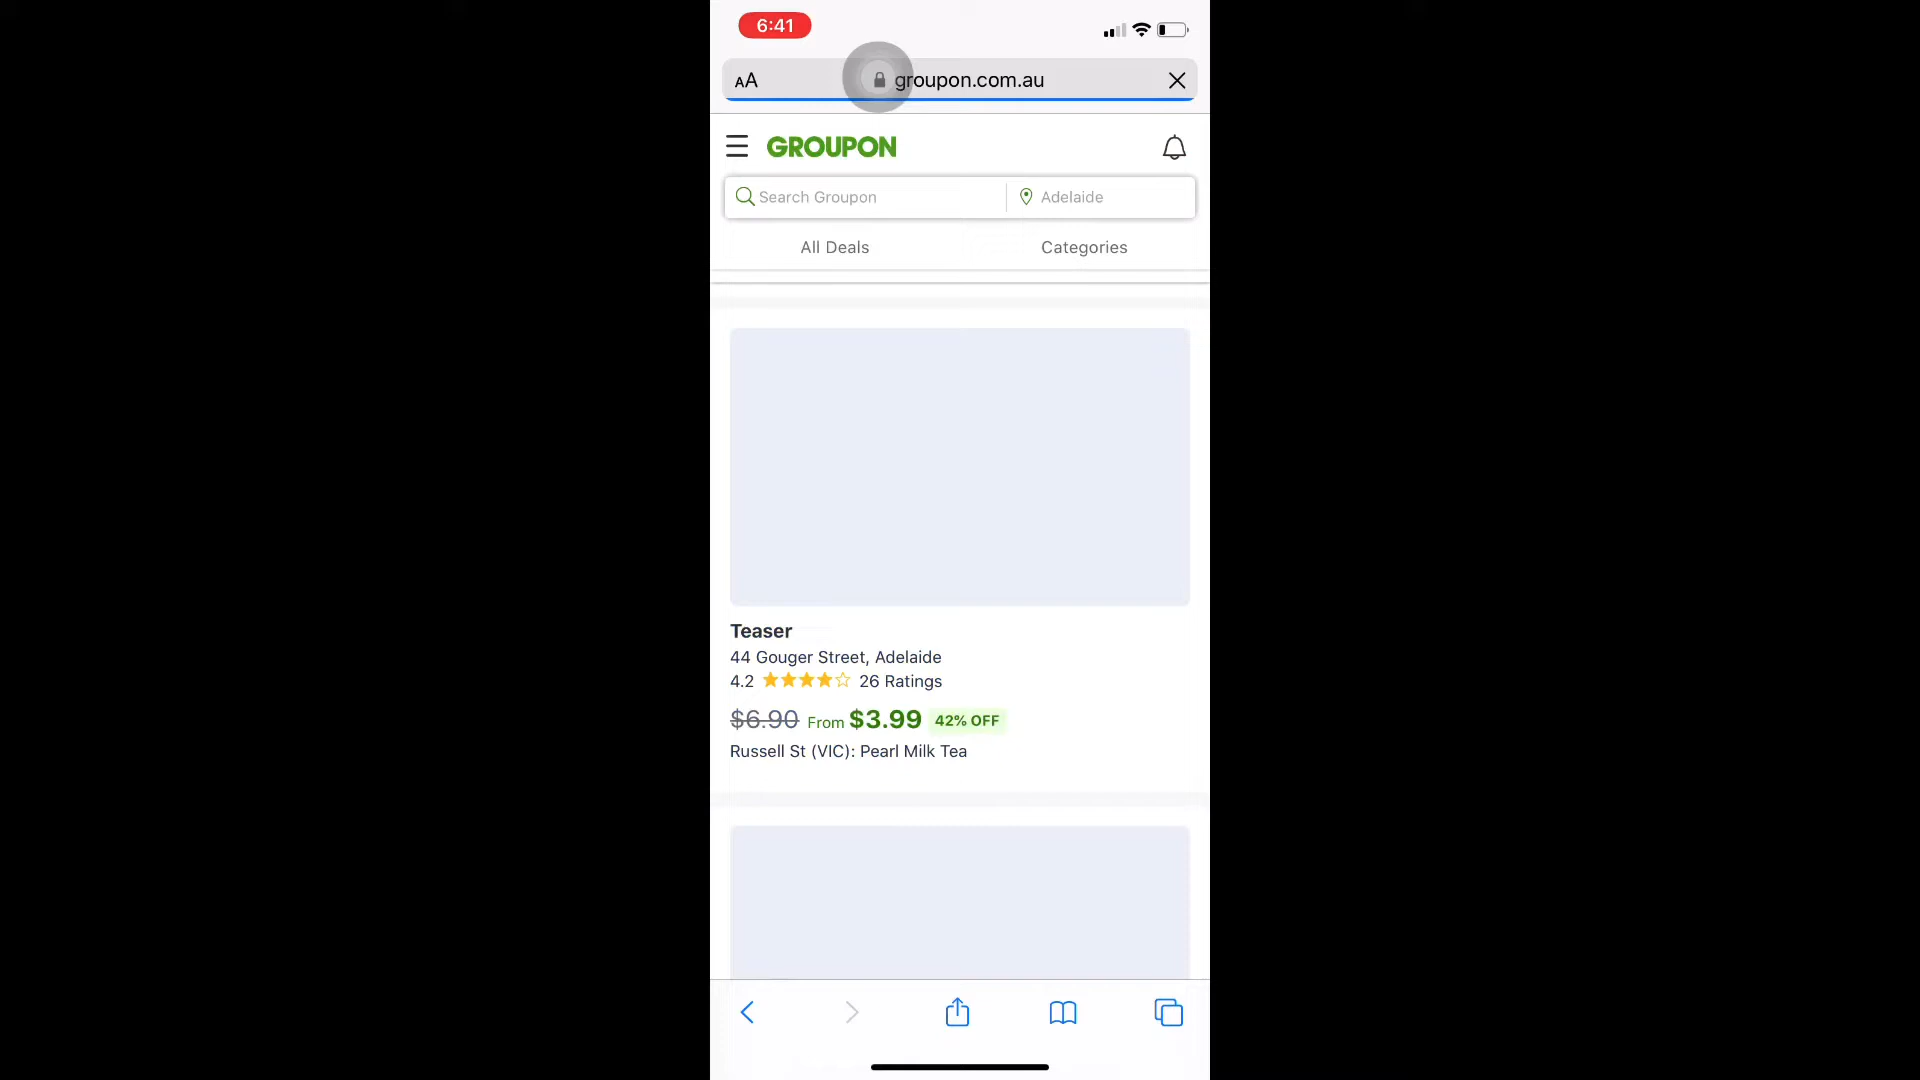 6:41
AA groupon.com.au
GROUPON
Search Groupon Adelaide
All Deals Categories
Teaser
44 Gouger Street, Adelaide
4.2 26 Ratings
$6.90 From $3.99 42% OFF
Russell St (VIC): Pearl Milk Tea